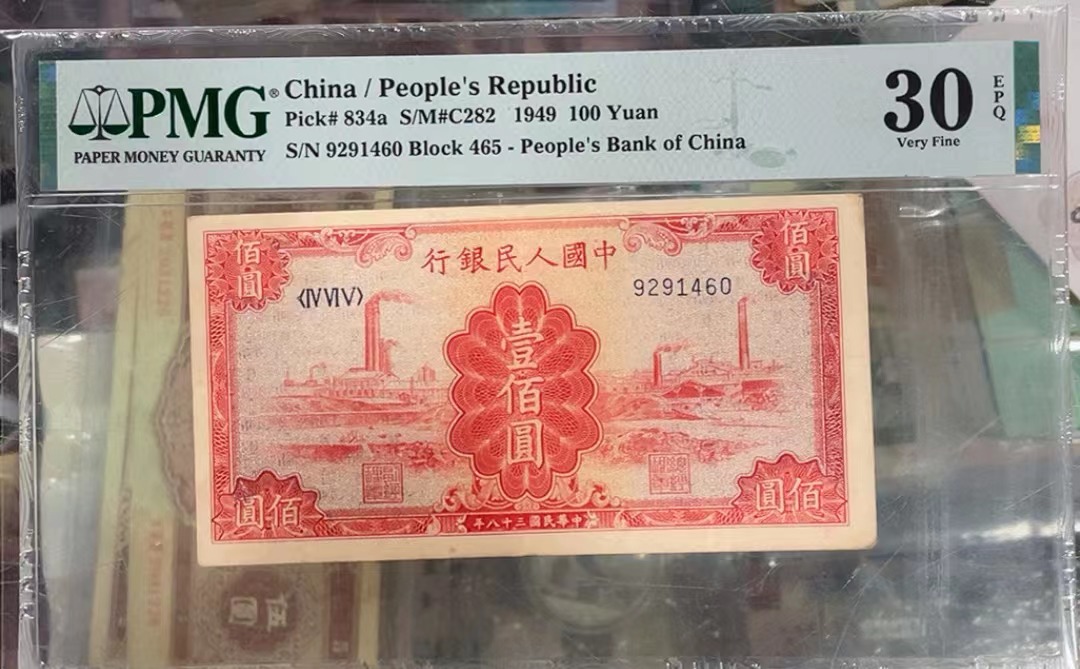 PMG® China / People's Republic
Pick# 834a S/M#C282 1949 100 Yuan
PAPER MONEY GUARANTY
S/N 9291460 Block 465 - People's Bank of China
30
EPQ
Very Fine
行銀民人國中
佰圓
佰圓
〈ⅣⅥⅤ〉
9291460
壹佰圓
圓佰
圓佰
年八十三國民華中
伍圓